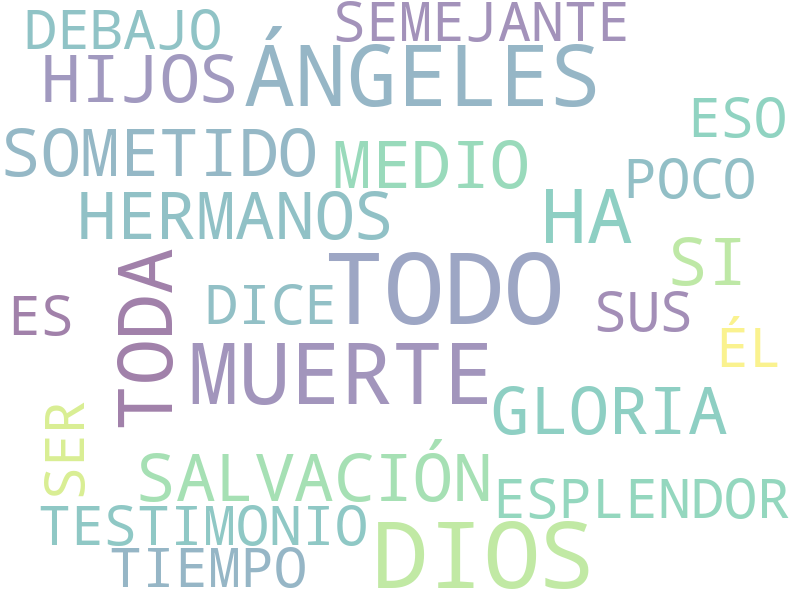 DEBAJO
SEMEJANTE
HIJOS
ÁNGELES
ESO
SOMETIDO
MEDIO
POCO
HERMANOS
HA
SI
TODA
TODO
ES
DICE
SUS
ÉL
MUERTE
GLORIA
SER
SALVACIÓN
ESPLENDOR
TESTIMONIO
DIOS
TIEMPO